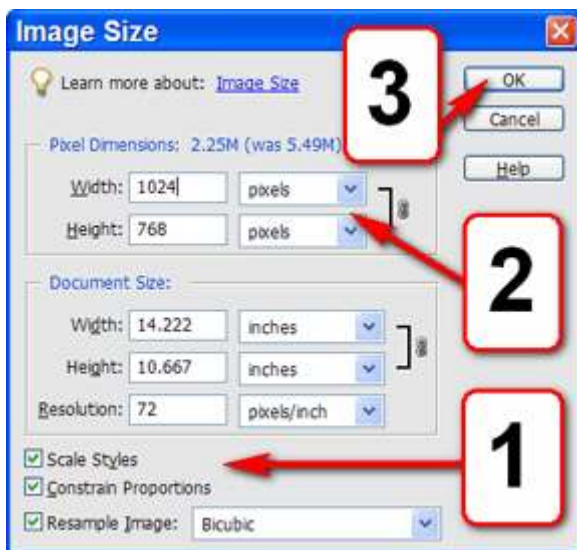 Image Size
Learn more about: Image Size
3
OK
Cancel
Pixel Dimensions: 2.25M (was 5.49M)
Help
Width: 1024 pixels
Height: 768 pixels
2
Document Size:
Width: 14.222 inches
Height: 10.667 inches
Resolution: 72 pixels/inch
1
Scale Styles
Constrain Proportions
Resample Image: Bicubic